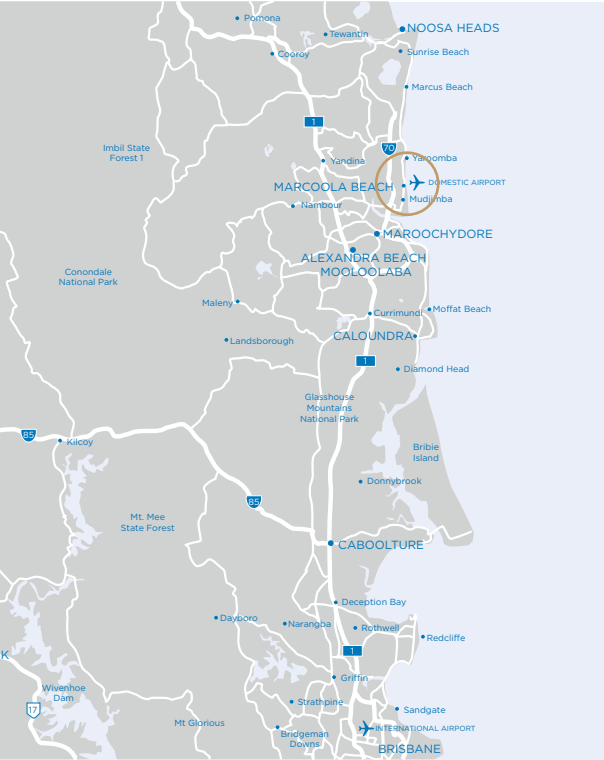 Pomona
NOOSA HEADS
Tewantin
Sunrise Beach
Cooroy
Marcus Beach
1
70
Imbil State
Forest 1
Yandina
Yaroomba
DOMESTIC AIRPORT
MARCOOLA BEACH
Mudjimba
Nambour
MAROOCHYDORE
ALEXANDRA BEACH
MOOLOOLABA
Conondale
National Park
Maleny
Currimundi
Moffat Beach
CALOUNDRA
Landsborough
1
Diamond Head
Glasshouse
Mountains
National Park
85
Kilcoy
Bribie
Island
Donnybrook
85
Mt. Mee
State Forest
CABOOLTURE
Deception Bay
Dayboro
Narangba
Rothwell
Redcliffe
1
K
Griffin
Wivenhoe
Dam
Strathpine
17
Sandgate
Mt Glorious
INTERNATIONAL AIRPORT
Bridgeman
Downs
BRISBANE